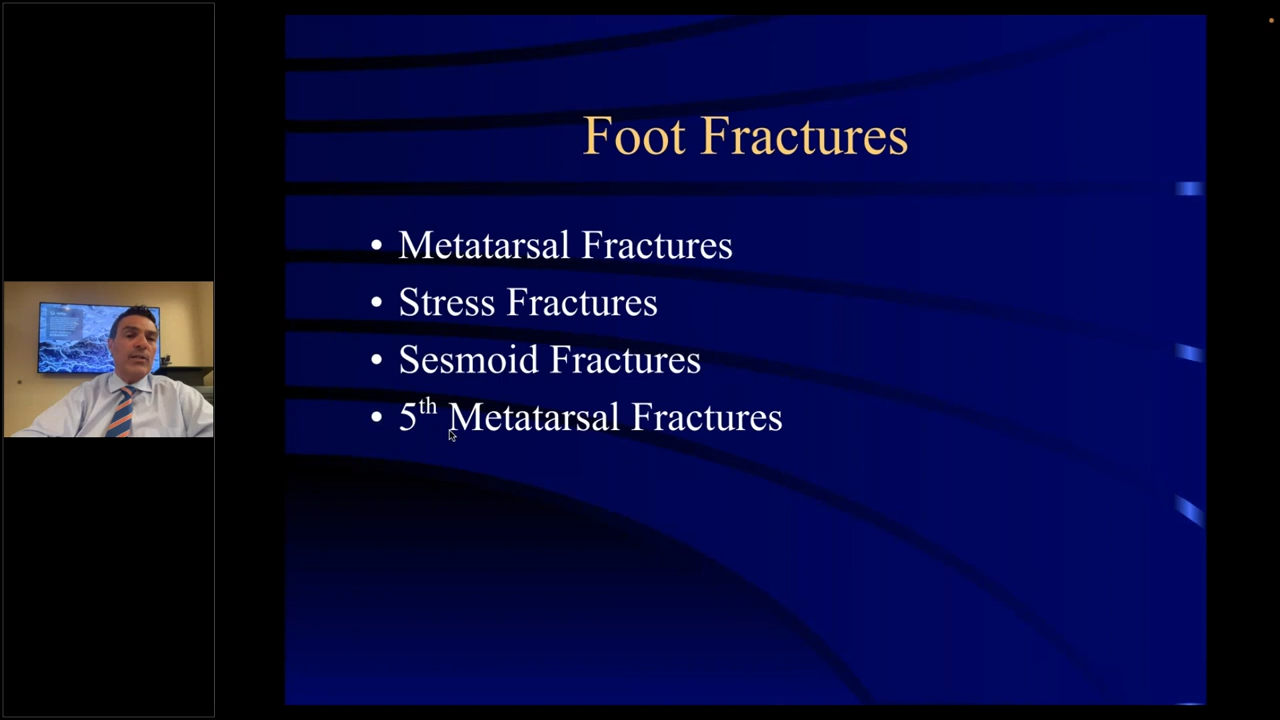 Foot Fractures
• Metatarsal Fractures
• Stress Fractures
• Sesmoid Fractures
• 5th Metatarsal Fractures